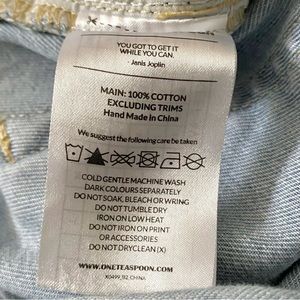 YOU GOT TO GET IT
WHILE YOU CAN.
Janis Joplin
MAIN: 100% COTTON
EXCLUDING TRIMS
Hand Made in China
We suggest the following care be taken
COLD GENTLE MACHINE WASH
DARK COLOURS SEPARATELY
DO NOT SOAK, BLEACH OR WRING
DO NOT TUMBLE DRY
IRON ON LOW HEAT
DO NOT IRON ON PRINT
OR ACCESSORIES
DO NOT DRYCLEAN (X)
WWW.ONETEASPOON.COM